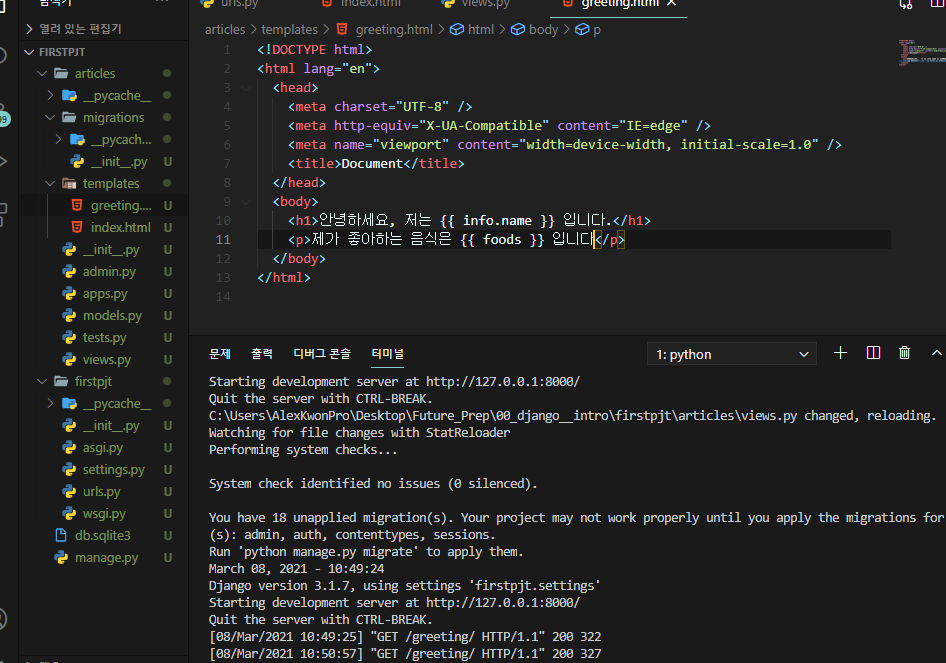 urls.py index.html views.py greeting.html
열려 있는 편집기
FIRSTPJT
articles
__pycache__
migrations
__pycach...
__init__.py U
templates
greeting.... U
index.html U
__init__.py U
admin.py U
apps.py U
models.py U
tests.py U
views.py U
firstpjt
__pycache__
__init__.py U
asgi.py U
settings.py U
urls.py U
wsgi.py U
db.sqlite3 U
manage.py U
articles > templates > greeting.html > html > body > p
1 <!DOCTYPE html>
2 <html lang="en">
3 <head>
4 <meta charset="UTF-8" />
5 <meta http-equiv="X-UA-Compatible" content="IE=edge" />
6 <meta name="viewport" content="width=device-width, initial-scale=1.0" />
7 <title>Document</title>
8 </head>
9 <body>
10 <h1>안녕하세요, 저는 {{ info.name }} 입니다.</h1>
11 <p>제가 좋아하는 음식은 {{ foods }} 입니다</p>
12 </body>
13 </html>
14
문제 출력 디버그 콘솔 터미널 1: python
Starting development server at http://127.0.0.1:8000/
Quit the server with CTRL-BREAK.
C:\Users\AlexKwonPro\Desktop\Future_Prep\00_django__intro\firstpjt\articles\views.py changed, reloading.
Watching for file changes with StatReloader
Performing system checks...
System check identified no issues (0 silenced).
You have 18 unapplied migration(s). Your project may not work properly until you apply the migrations for
(s): admin, auth, contenttypes, sessions.
Run 'python manage.py migrate' to apply them.
March 08, 2021 - 10:49:24
Django version 3.1.7, using settings 'firstpjt.settings'
Starting development server at http://127.0.0.1:8000/
Quit the server with CTRL-BREAK.
[08/Mar/2021 10:49:25] "GET /greeting/ HTTP/1.1" 200 322
[08/Mar/2021 10:50:57] "GET /greeting/ HTTP/1.1" 200 327